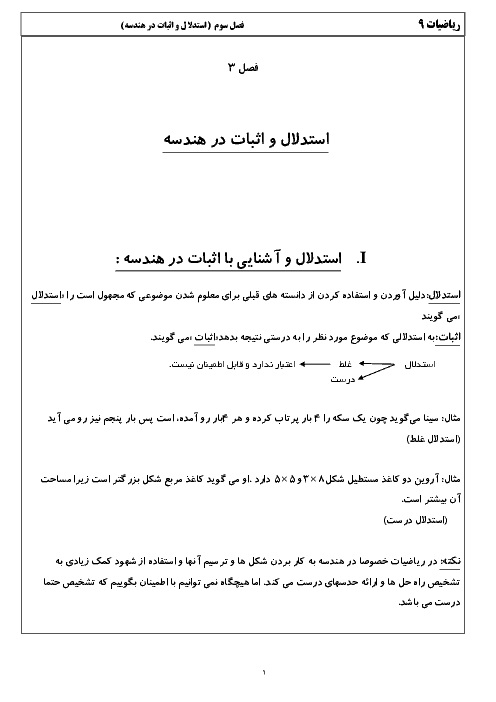 ریاضیات ۹
فصل سوم (استدلال و اثبات در هندسه)
فصل ۳
استدلال و اثبات در هندسه
I. استدلال و آشنایی با اثبات در هندسه :
استدلال:دلیل آوردن و استفاده کردن از دانسته های قبلی برای معلوم شدن موضوعی که مجهول است را ،استدلال
،می گویند
اثبات:به استدلالی که موضوع مورد نظر را به درستی نتیجه بدهد،اثبات ،می گویند.
استدلال غلط اعتبار ندارد و قابل اطمینان نیست.
درست
مثال: سینا می‌گوید چون یک سکه را ۴ بار پرتاب کرده و هر ۴بار رو آمده، است پس بار پنجم نیز رو می آید
(استدلال غلط)
مثال: آروین دو کاغذ مستطیل شکل ۸×۳ و ۵×۵ دارد .او می گوید کاغذ مربع شکل بزرگتر است زیرا مساحت
آن بیشتر است.
(استدلال درست)
نکته: در ریاضیات خصوصا در هندسه به کار بردن شکل ها و ترسیم آنها و استفاده از شهود کمک زیادی به
تشخیص راه حل ها و ارائه حدسهای درست می کند. اما هیچگاه نمی توانیم با اطمینان بگوییم که تشخیص حتما
درست می باشد.
۱